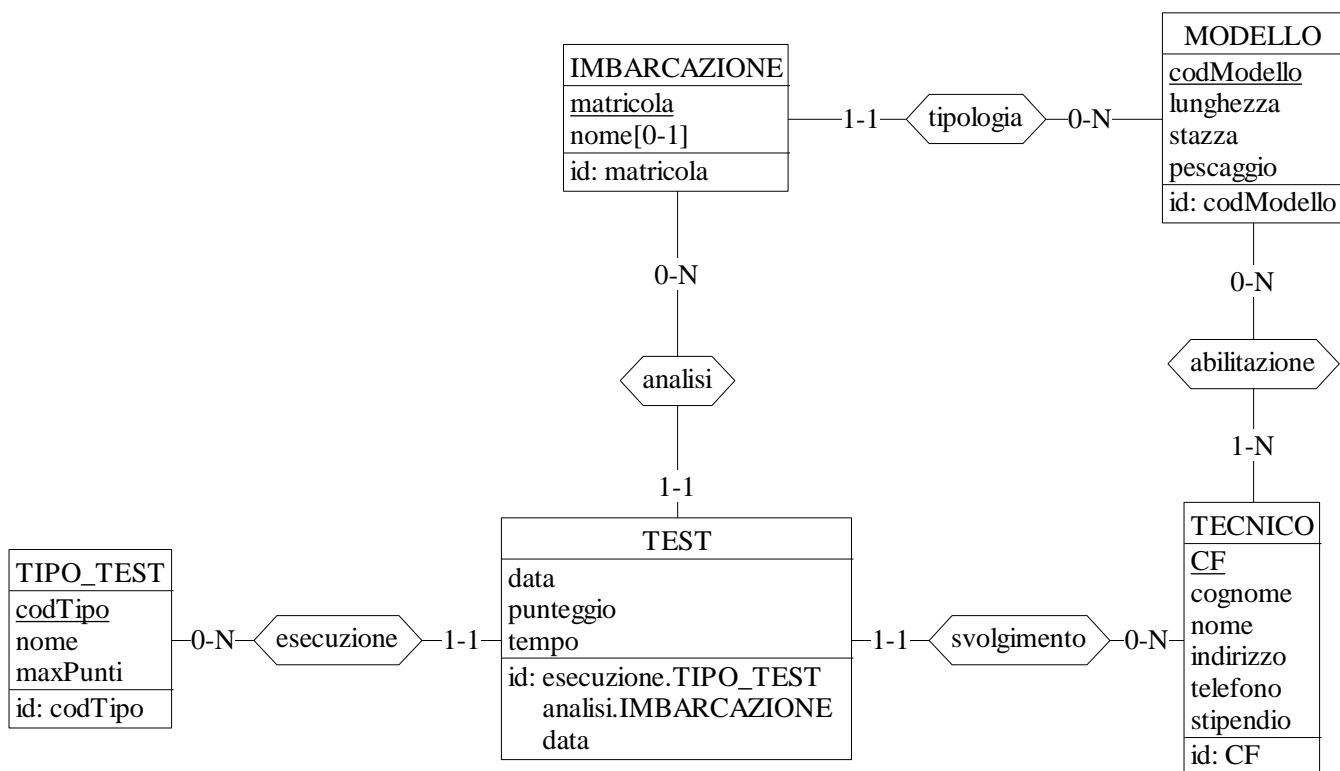 MODELLO
codModello
lunghezza
stazza
pescaggio
id: codModello
IMBARCAZIONE
matricola
nome[0-1]
id: matricola
1-1
tipologia
0-N
0-N
analisi
1-1
0-N
abilitazione
1-N
TIPO_TEST
codTipo
nome
maxPunti
id: codTipo
0-N
esecuzione
1-1
TEST
data
punteggio
tempo
id: esecuzione.TIPO_TEST
analisi.IMBARCAZIONE
data
1-1
svolgimento
0-N
TECNICO
CF
cognome
nome
indirizzo
telefono
stipendio
id: CF